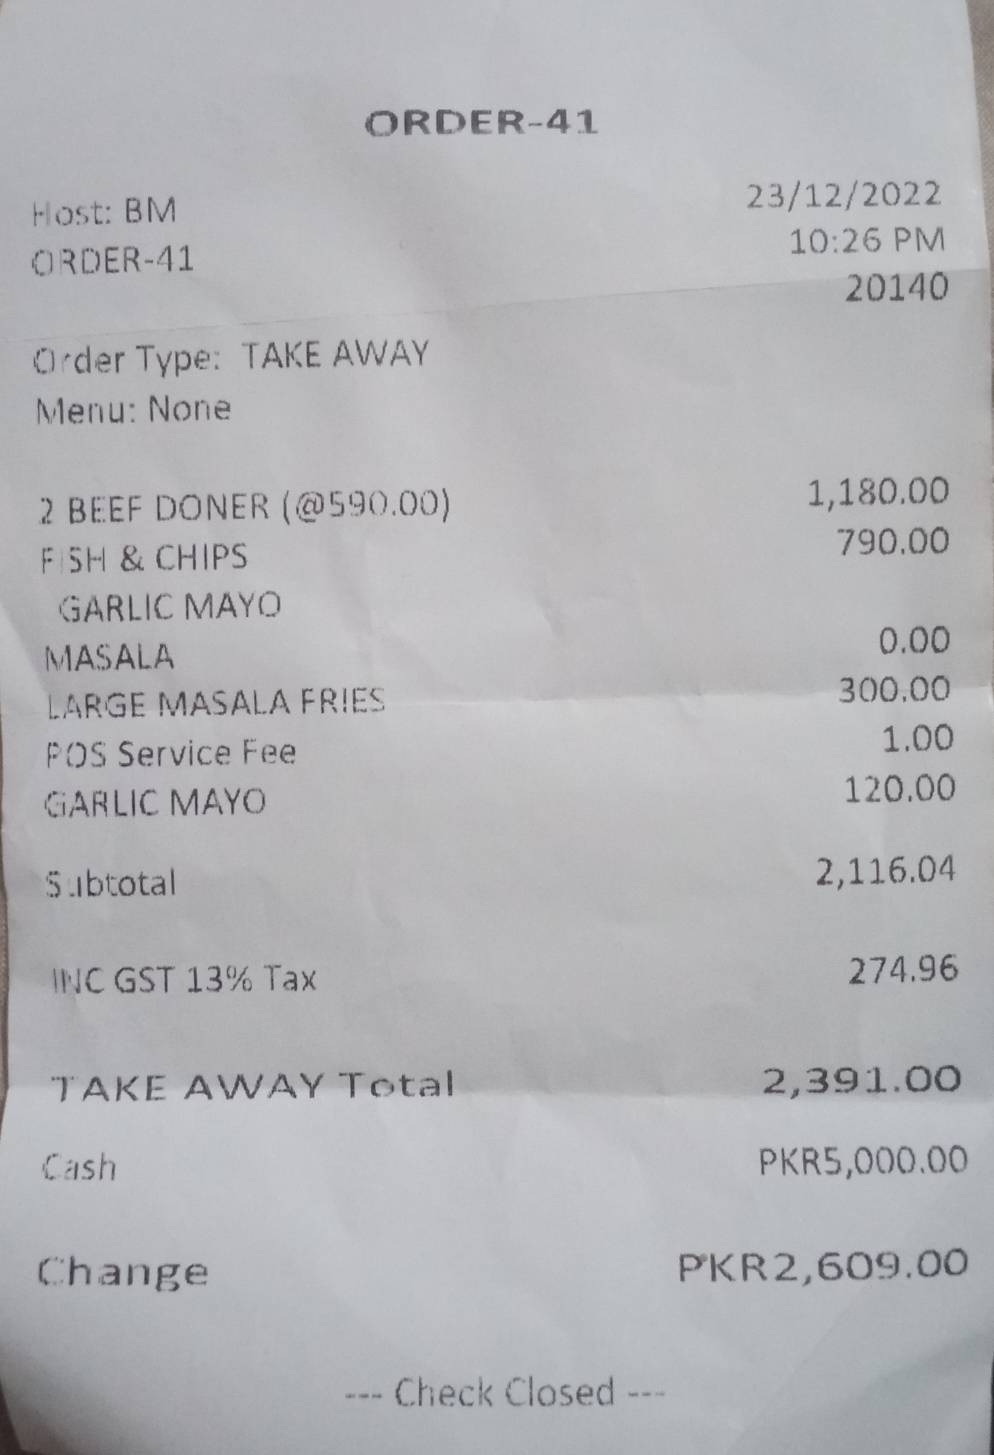 ORDER-41
Host: BM 23/12/2022
ORDER-41 10:26 PM
20140
Order Type: TAKE AWAY
Menu: None
2 BEEF DONER (@590.00) 1,180.00
FISH & CHIPS 790.00
GARLIC MAYO
MASALA 0.00
LARGE MASALA FRIES 300.00
POS Service Fee 1.00
GARLIC MAYO 120.00
Subtotal 2,116.04
INC GST 13% Tax 274.96
TAKE AWAY Total 2,391.00
Cash PKR5,000.00
Change PKR2,609.00
--- Check Closed ---